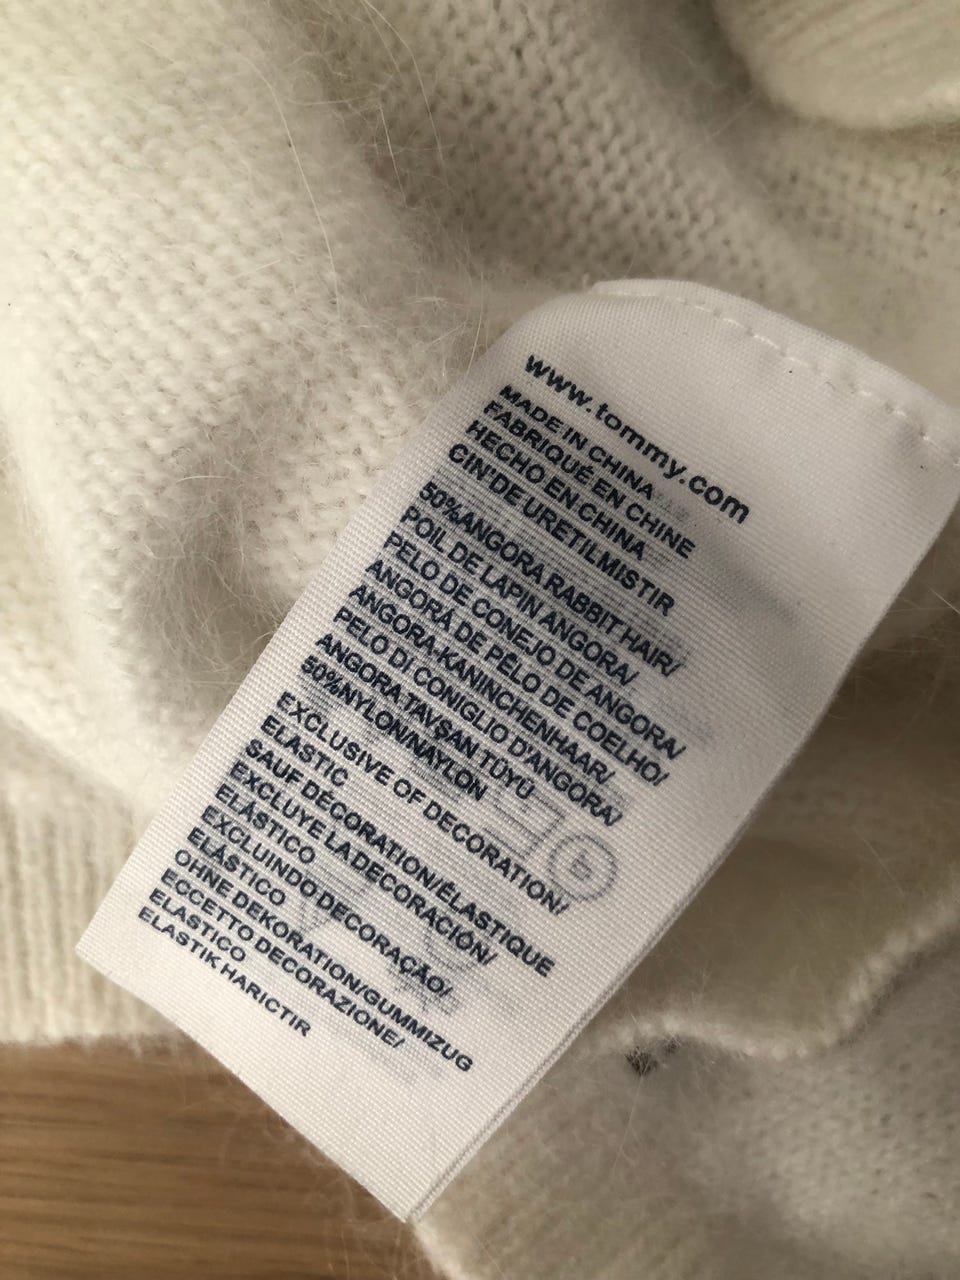 www.tommy.com
MADE IN CHINA
FABRIQUÉ EN CHINE
HECHO EN CHINA
CIN'DE URETILMISTIR
50%ANGORA RABBIT HAIR/
POIL DE LAPIN ANGORA/
PELO DE CONEJO DE ANGORA/
ANGORÁ DE PÊLO DE COELHO/
ANGORA-KANINCHENHAAR/
PELO DI CONIGLIO D'ANGORA/
ANGORA TAVŞAN TÜYÜ
50%NYLON/NAYLON
EXCLUSIVE OF DECORATION/
ELASTIC
SAUF DÉCORATION/ÉLASTIQUE
EXCLUYE LA DECORACIÓN/
ELÁSTICO
EXCLUINDO DECORAÇÃO/
ELÁSTICO
OHNE DEKORATION/GUMMIZUG
ECCETTO DECORAZIONE/
ELASTICO
ELASTIK HARICTIR